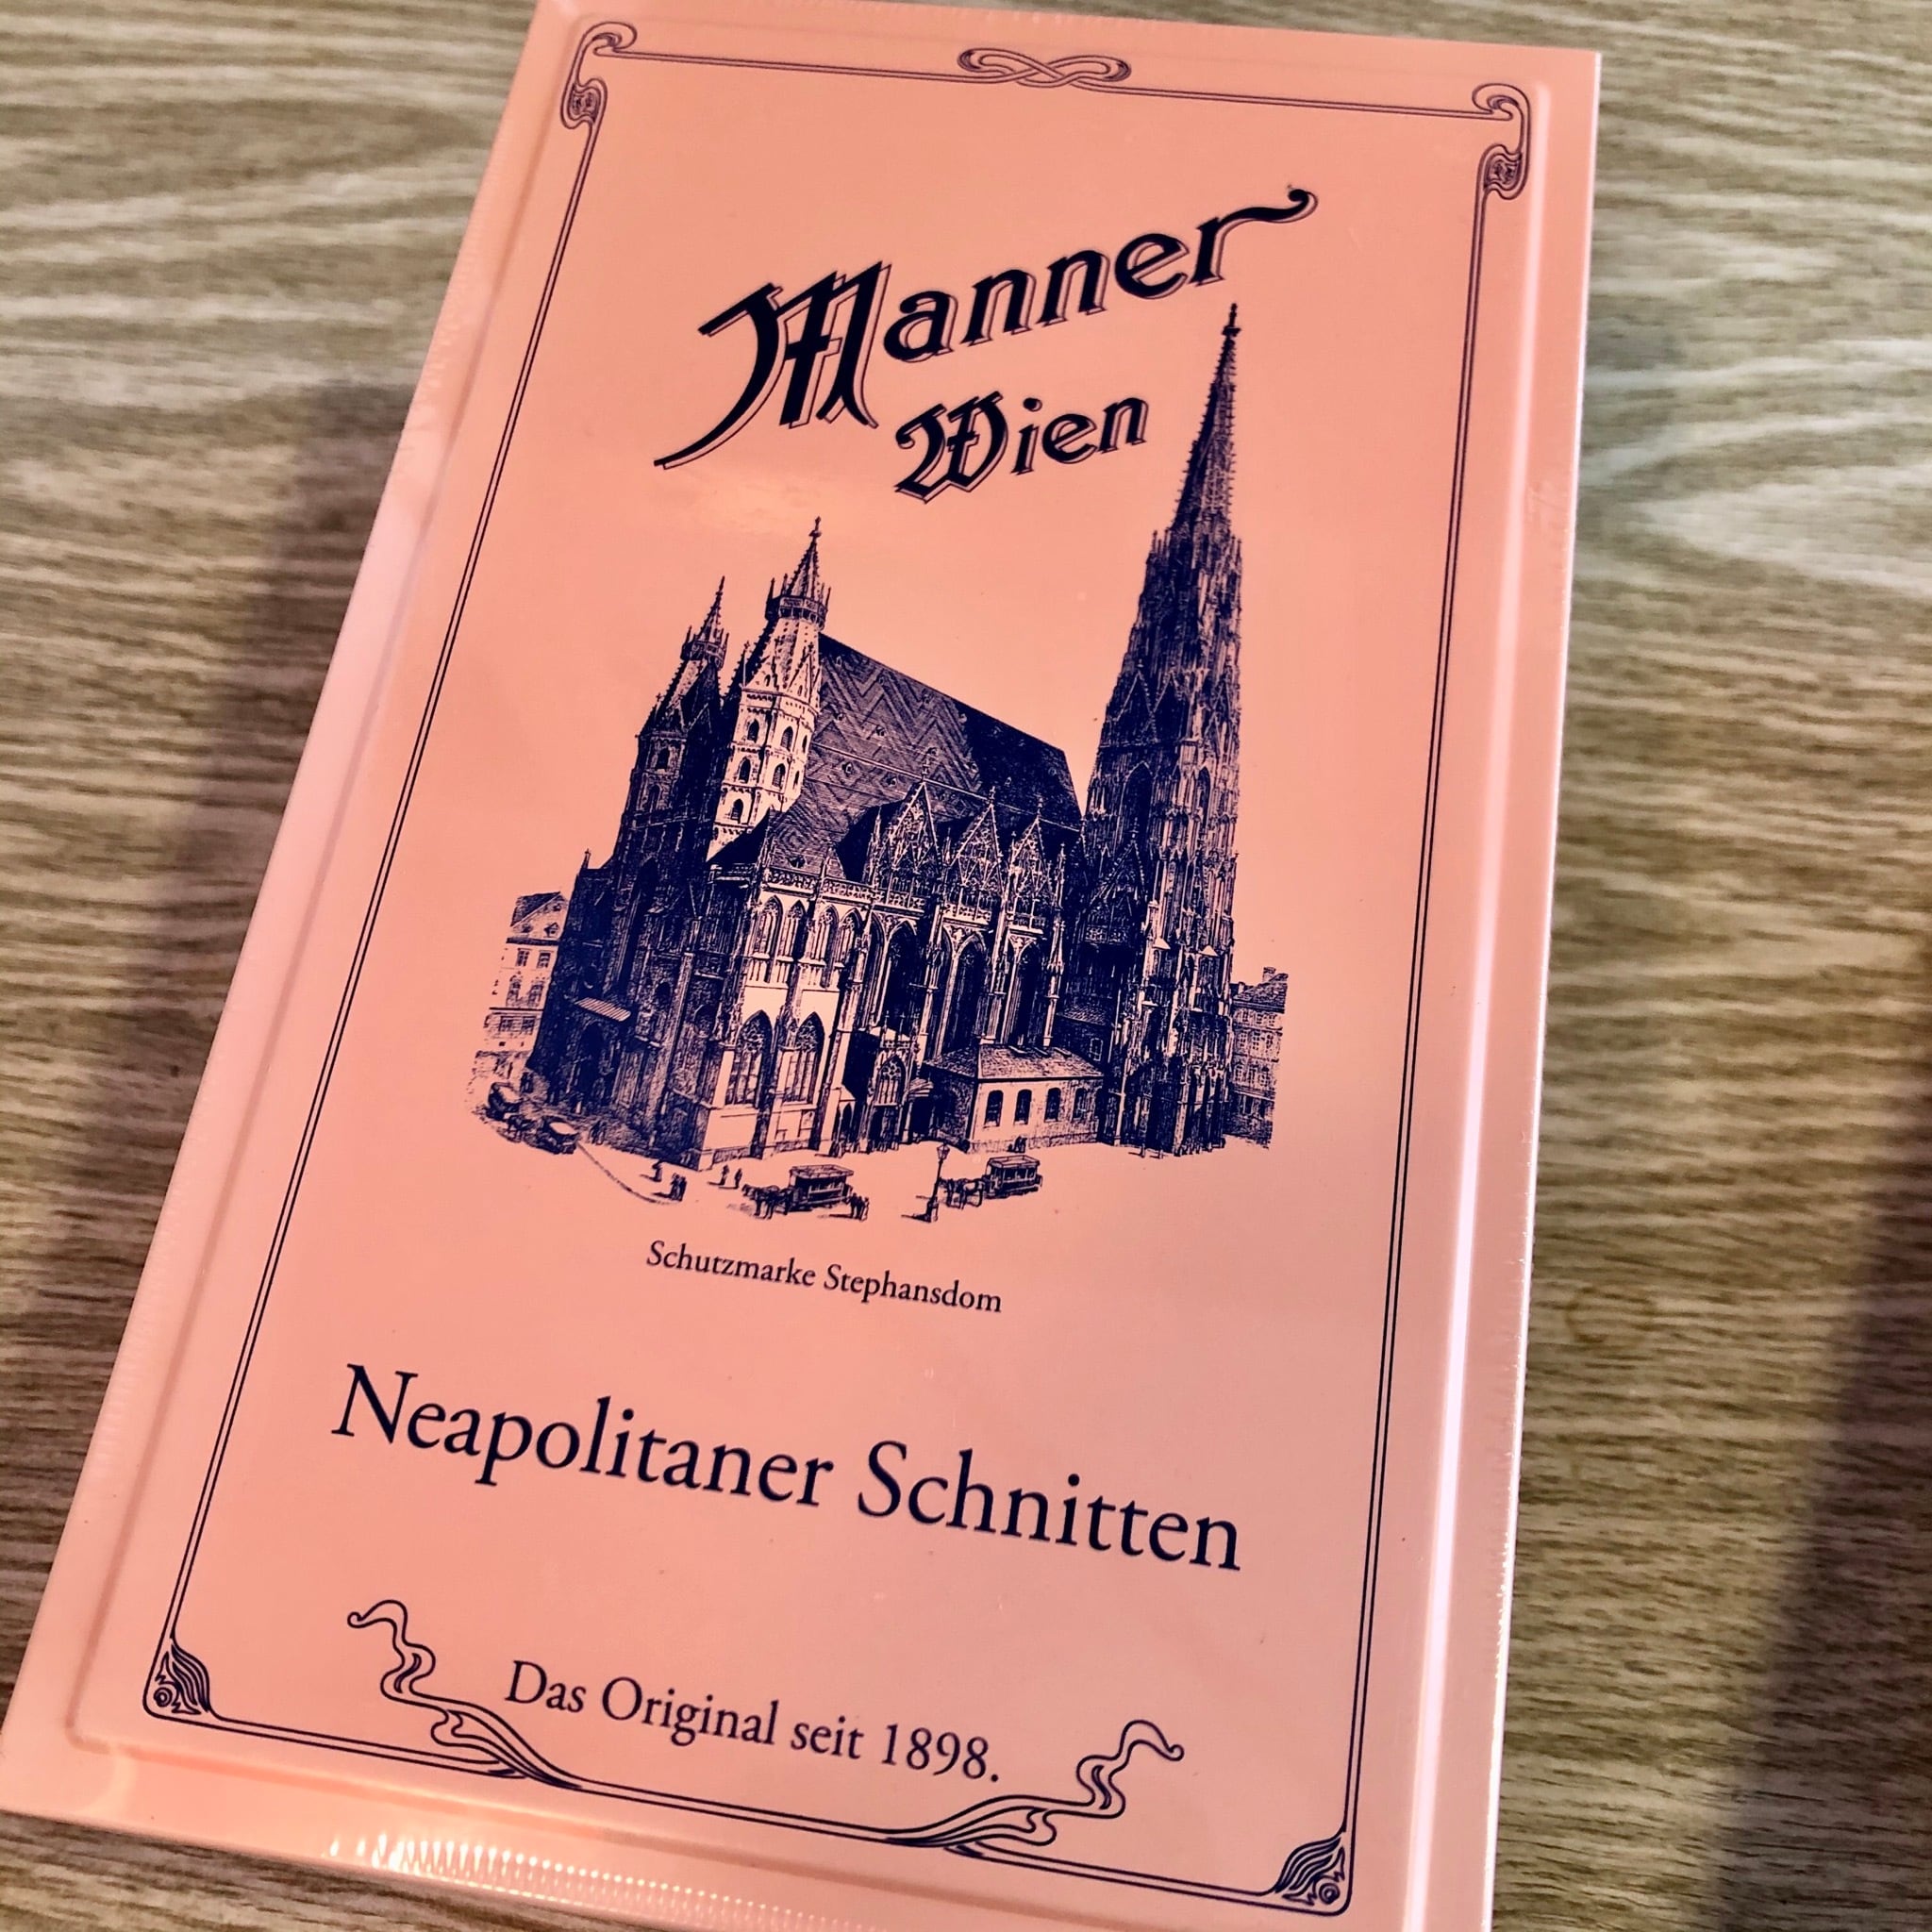 Manner
Wien
Schutzmarke Stephansdom
Neapolitaner Schnitten
Das Original seit 1898.